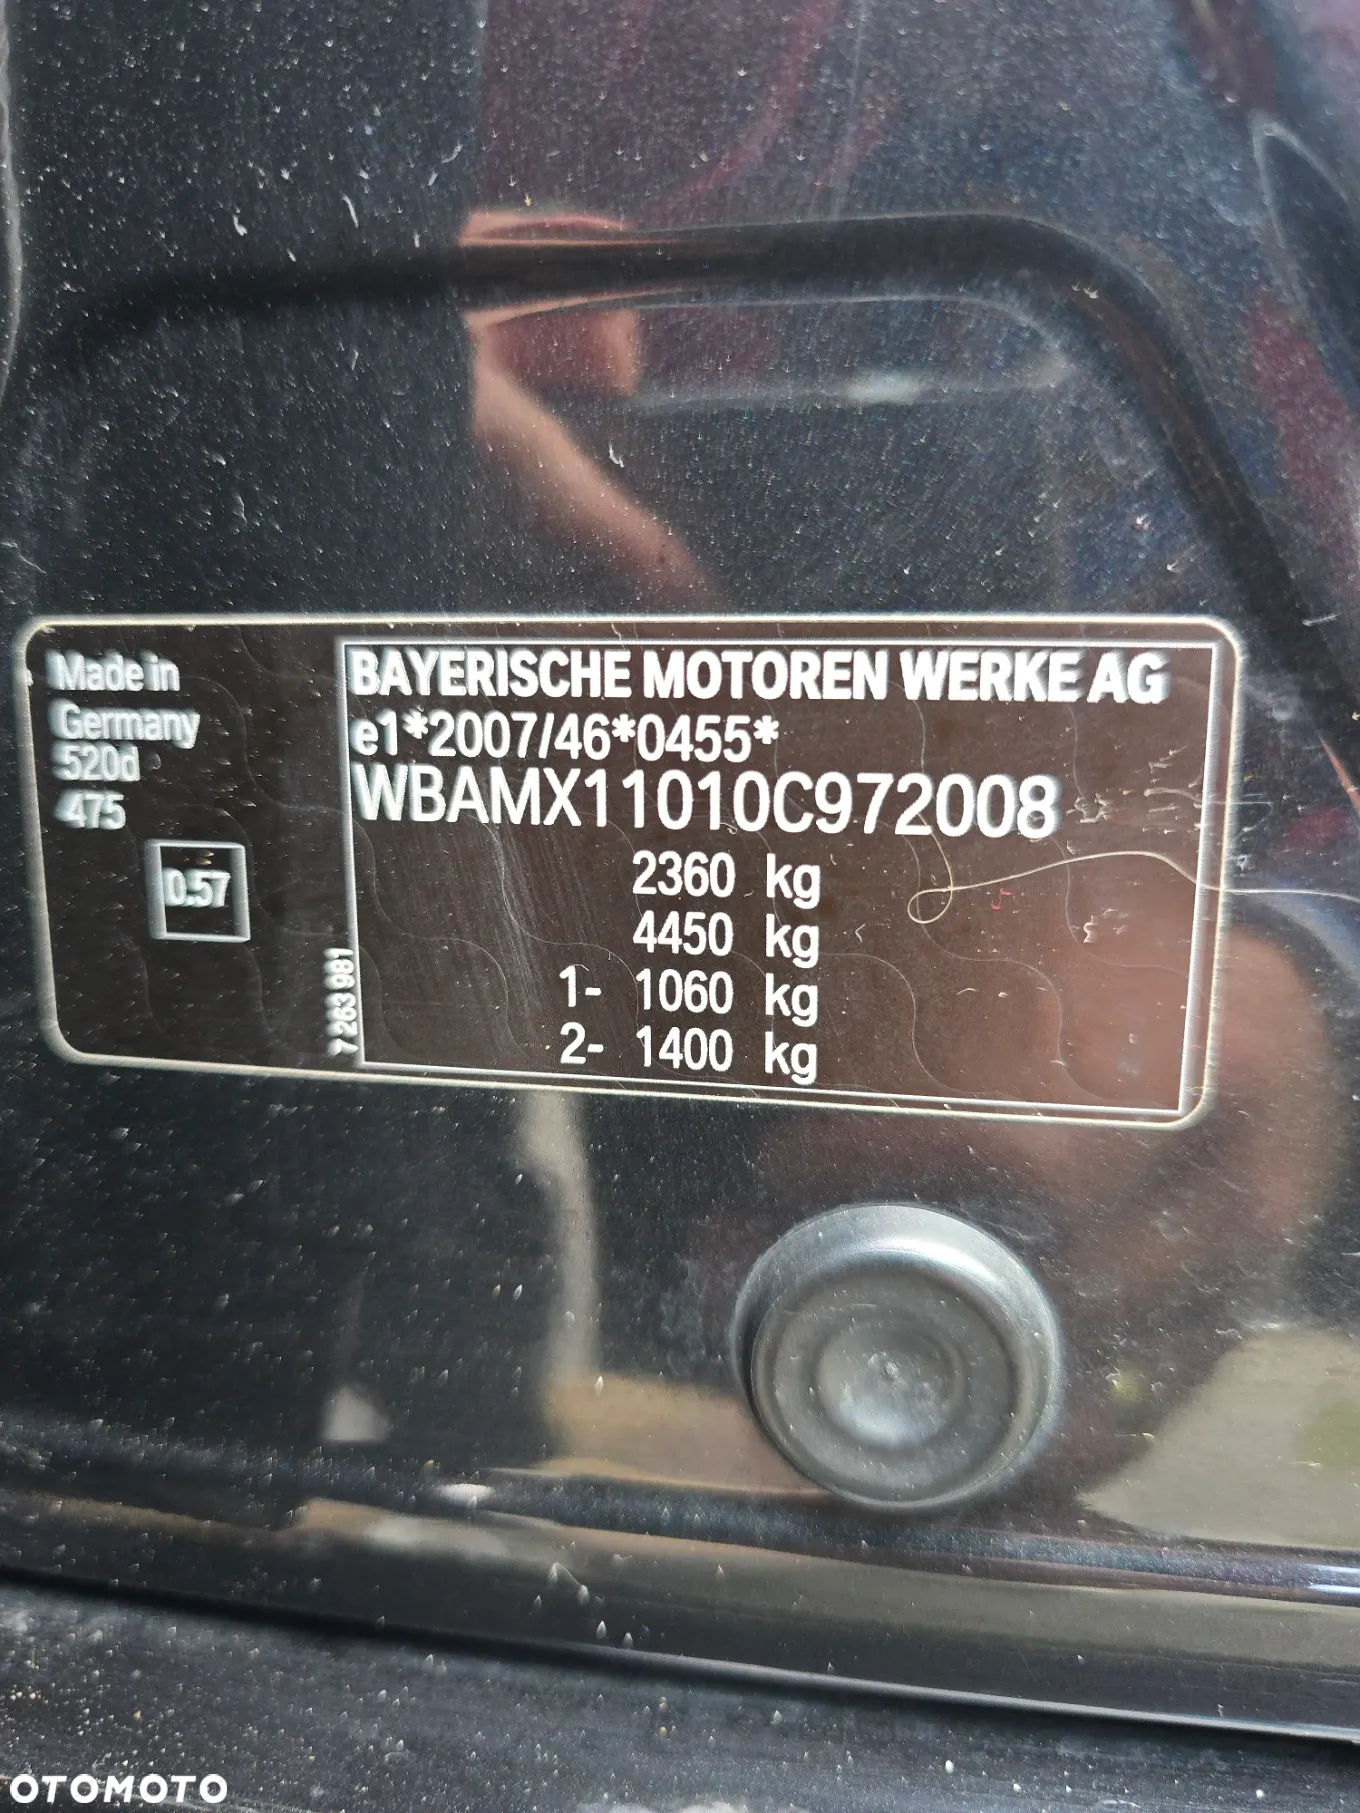 Made in
Germany
520d
475
0.57
7 263 981
BAYERISCHE MOTOREN WERKE AG
e1*2007/46*0455*
WBAMX11010C972008
2360 kg
4450 kg
1- 1060 kg
2- 1400 kg
OTOMOTO